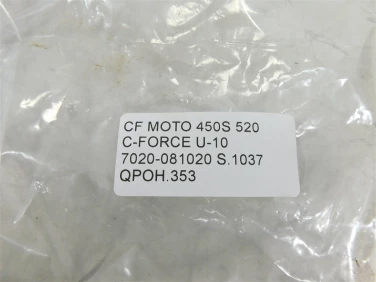 CF MOTO 450S 520
C-FORCE U-10
7020-081020 S.1037
QPOH.353